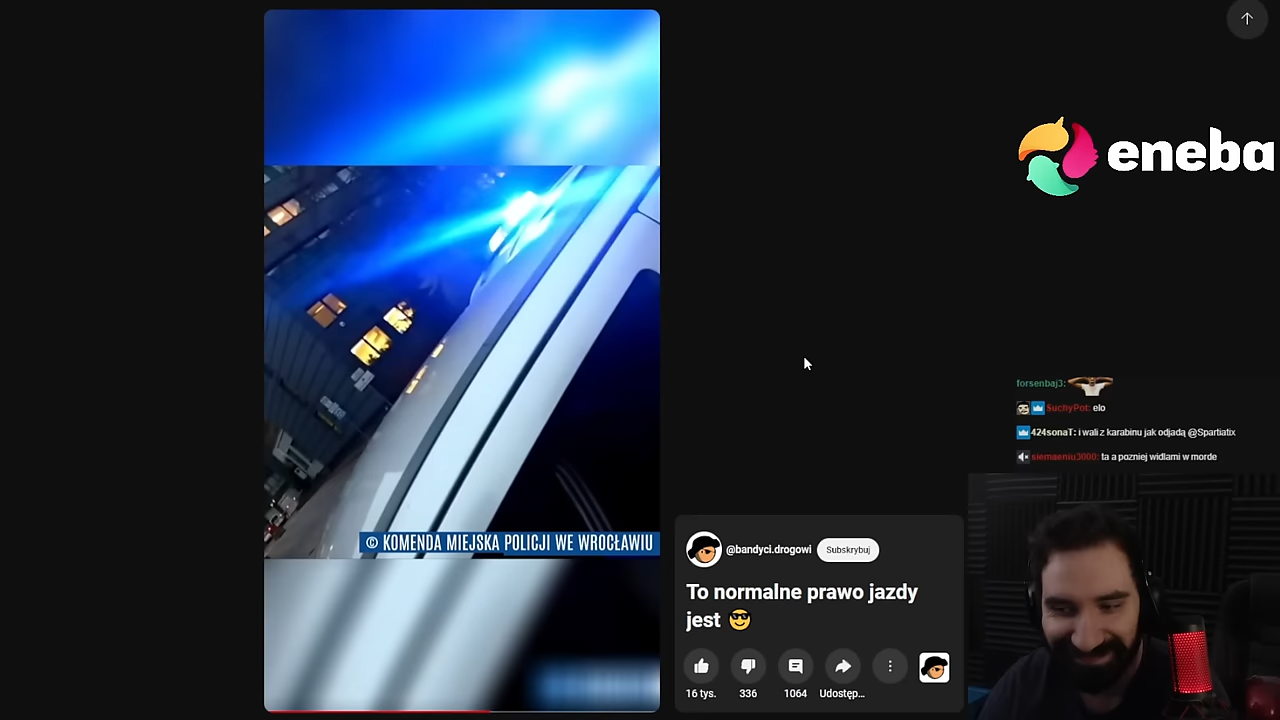 eneba
forsenbaj3:
SuchyPot: elo
424sonaT: i wali z karabinu jak odjadą @Spartiatix
siemaeniu3000: ta a pozniej widlami w morde
© KOMENDA MIEJSKA POLICJI WE WROCŁAWIU
@bandyci.drogowi
Subskrybuj
To normalne prawo jazdy
jest 😎
16 tys.
336
1064
Udostęp...